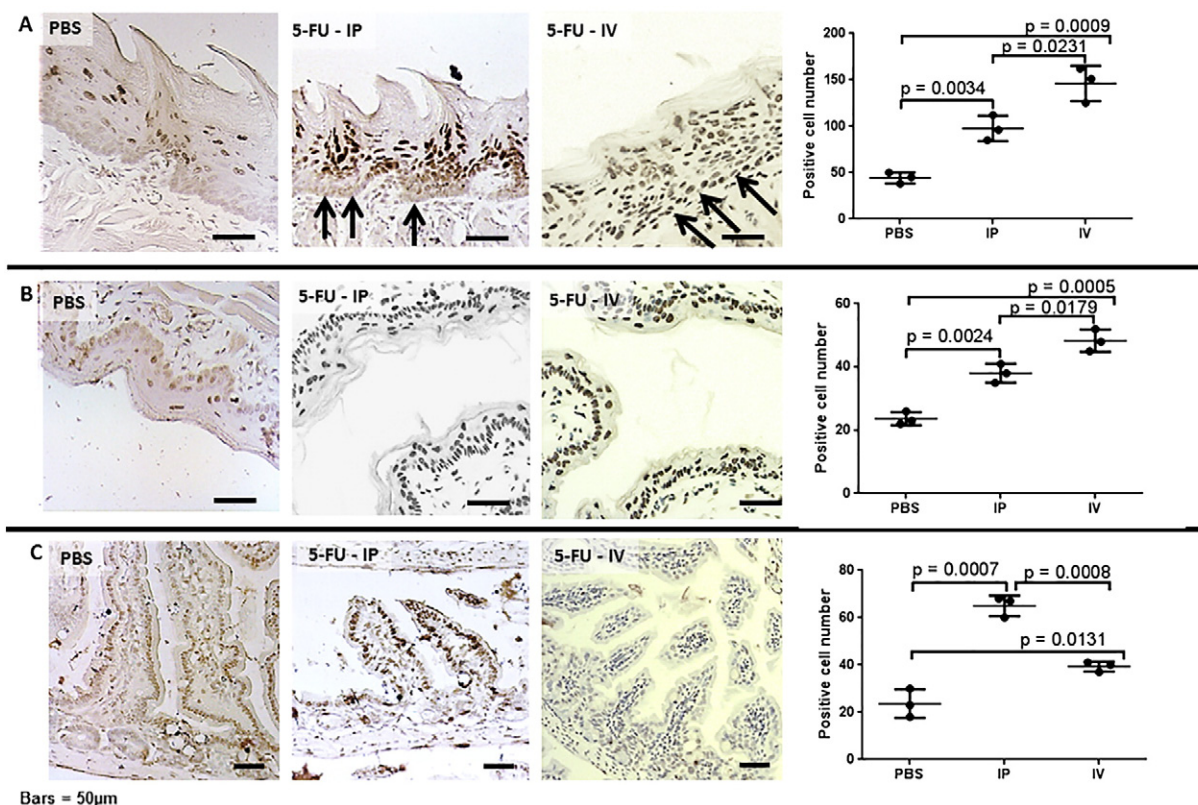 A
PBS
5-FU - IP
5-FU - IV
p = 0.0009
p = 0.0231
p = 0.0034
Positive cell number
200
150
100
50
0
PBS IP IV
B
PBS
5-FU - IP
5-FU - IV
p = 0.0005
p = 0.0179
p = 0.0024
Positive cell number
60
40
20
0
PBS IP IV
C
PBS
5-FU - IP
5-FU - IV
p = 0.0007 p = 0.0008
p = 0.0131
Positive cell number
80
60
40
20
0
PBS IP IV
Bars = 50µm